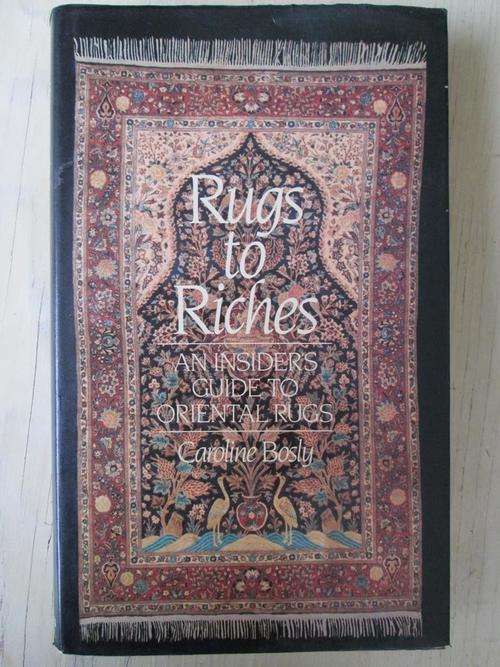 Rugs
to
Riches
AN INSIDER'S
GUIDE TO
ORIENTAL RUGS
Caroline Bosly